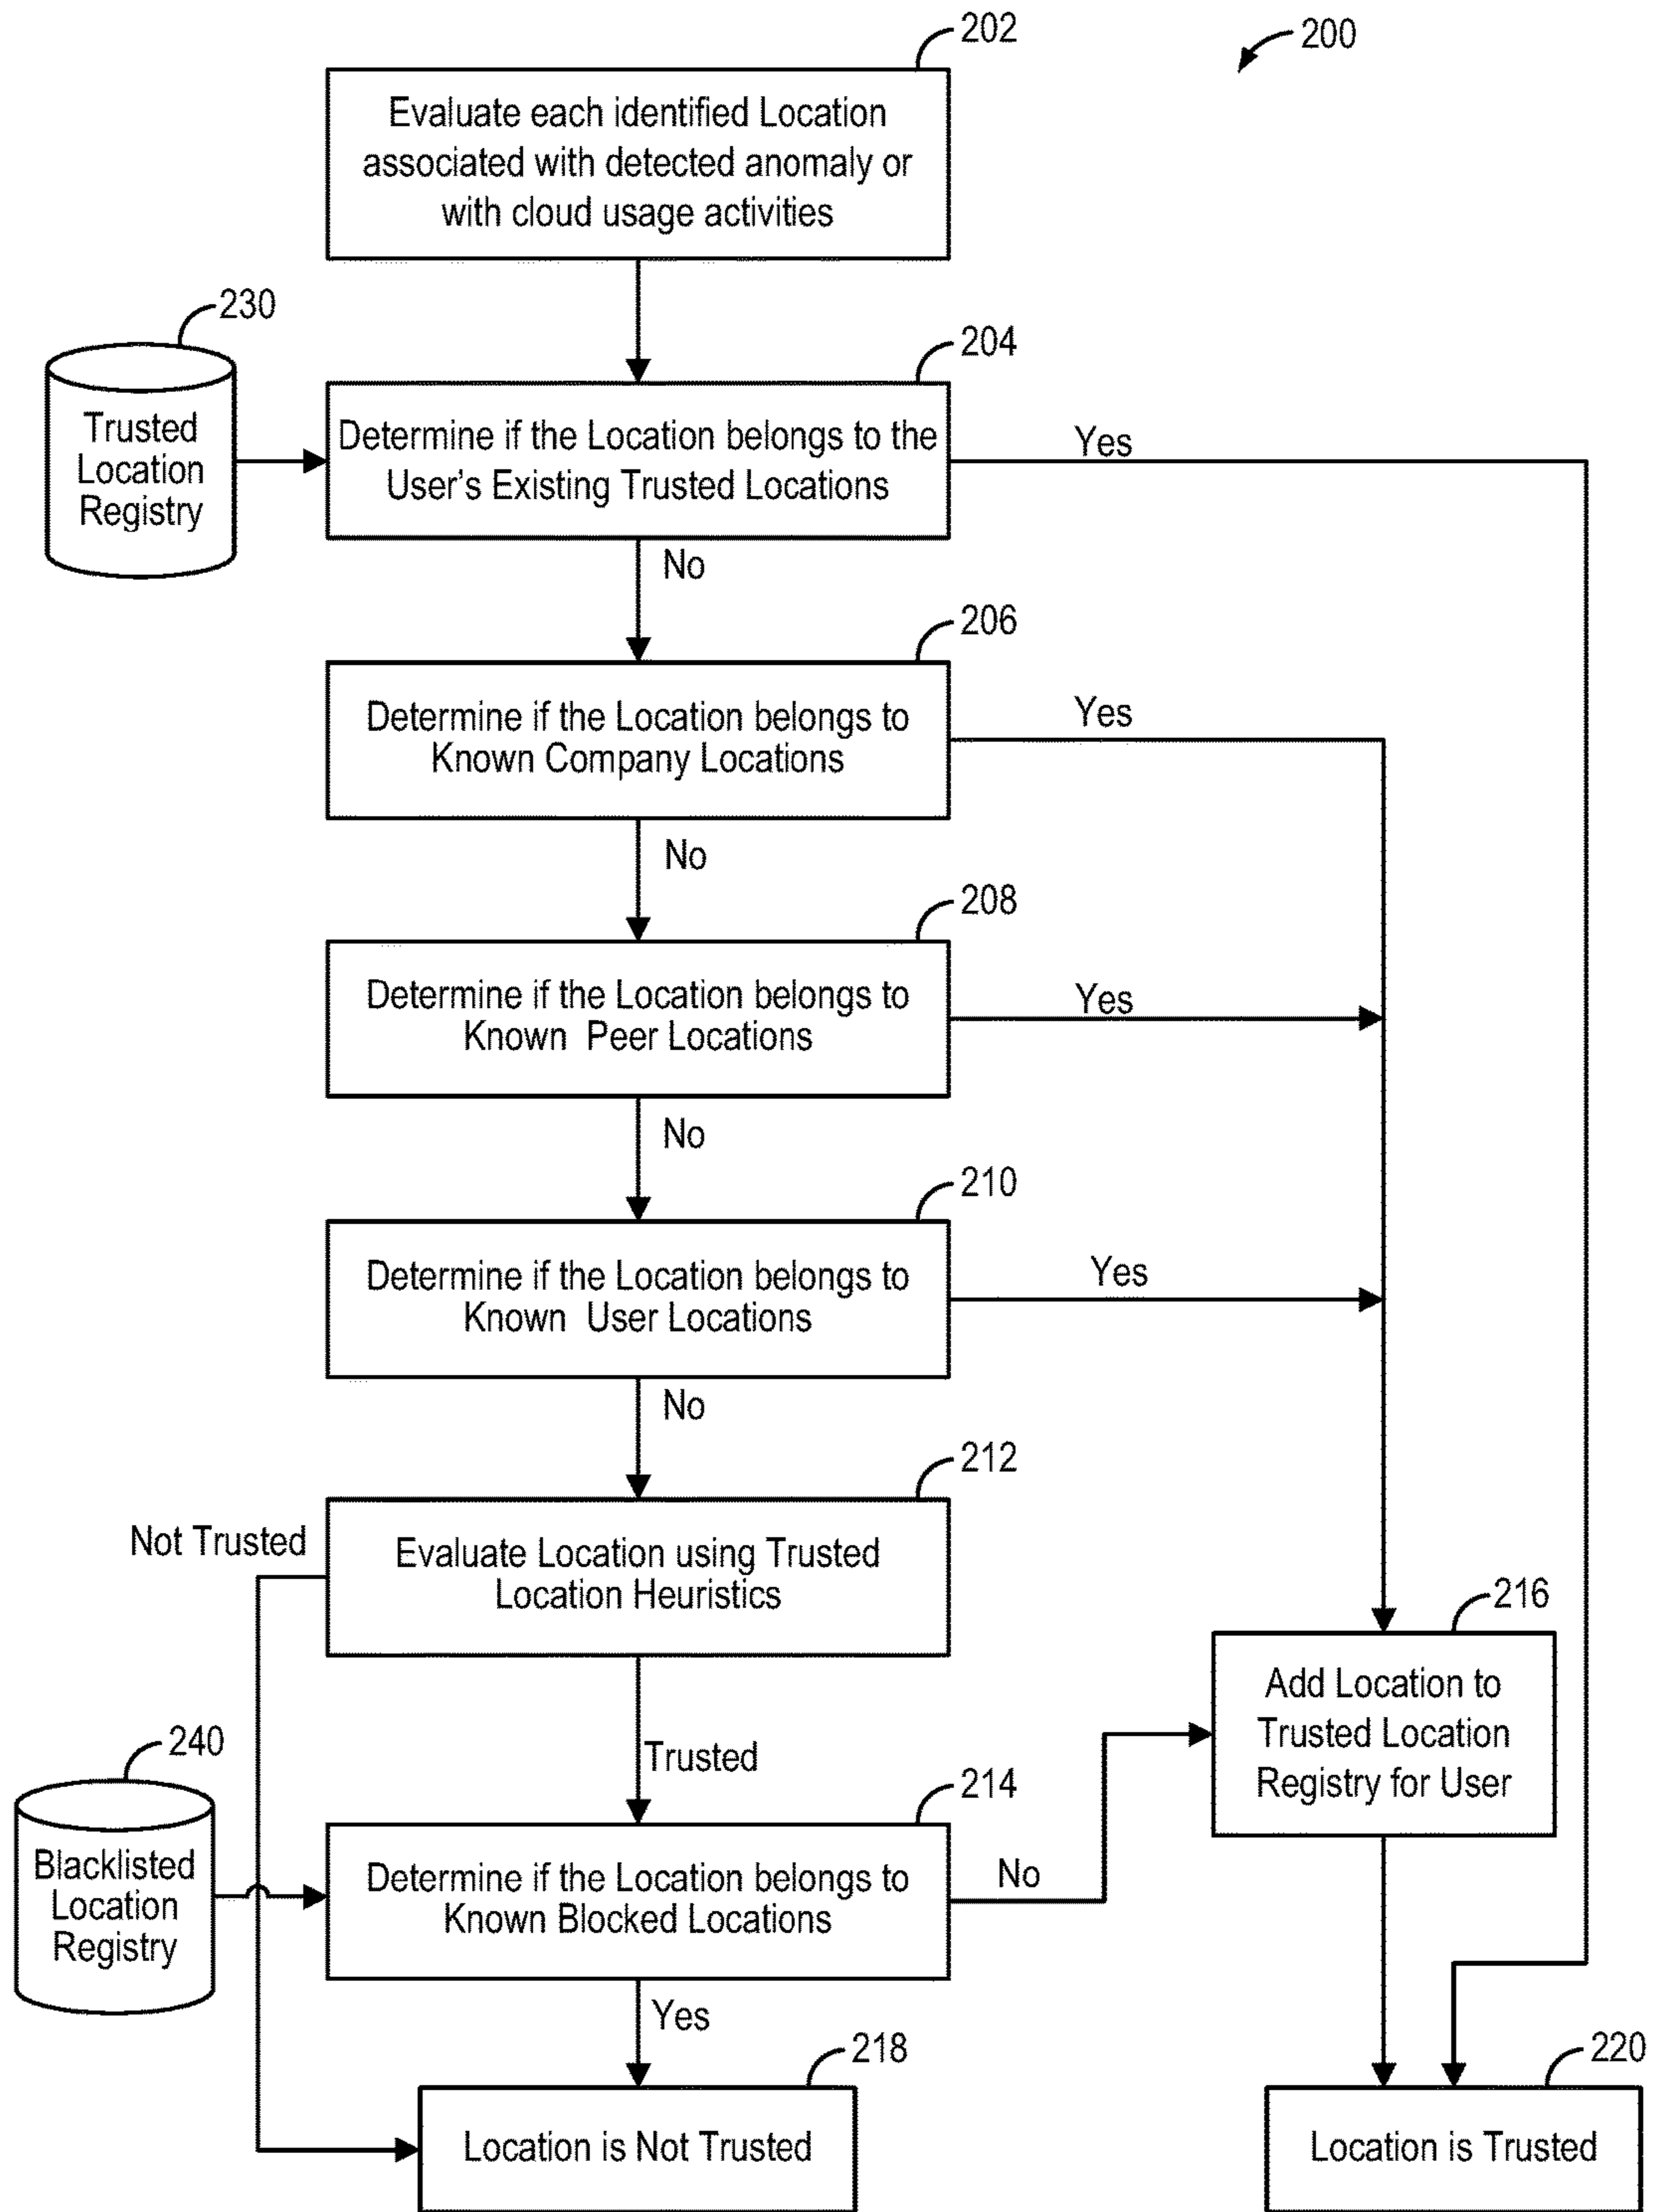 202
200
Evaluate each identified Location
associated with detected anomaly or
with cloud usage activities
230
204
Trusted
Location
Registry
Determine if the Location belongs to the
User's Existing Trusted Locations
Yes
No
206
Determine if the Location belongs to
Known Company Locations
Yes
No
208
Determine if the Location belongs to
Known Peer Locations
Yes
No
210
Determine if the Location belongs to
Known User Locations
Yes
No
212
Not Trusted
Evaluate Location using Trusted
Location Heuristics
216
Add Location to
Trusted Location
Registry for User
Trusted
240
214
Blacklisted
Location
Registry
Determine if the Location belongs to
Known Blocked Locations
No
Yes
218
220
Location is Not Trusted
Location is Trusted